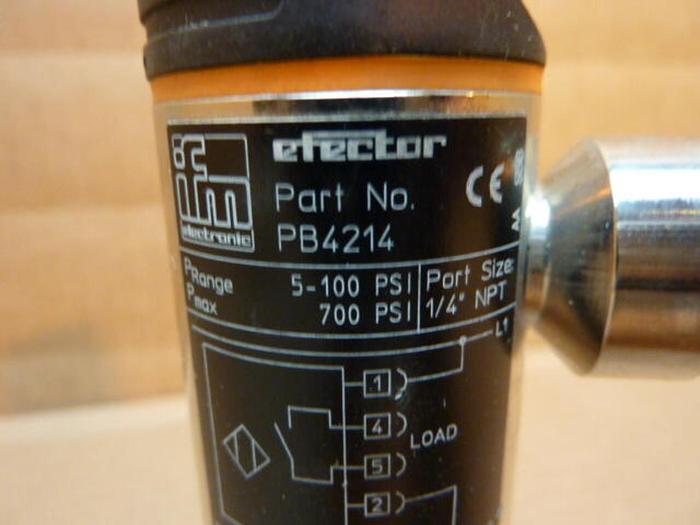 efector
ifm
electronic
Part No.
PB4214
CE
PRange 5-100 PSI
Pmax 700 PSI
Port Size:
1/4" NPT
L1
1
4
LOAD
5
2